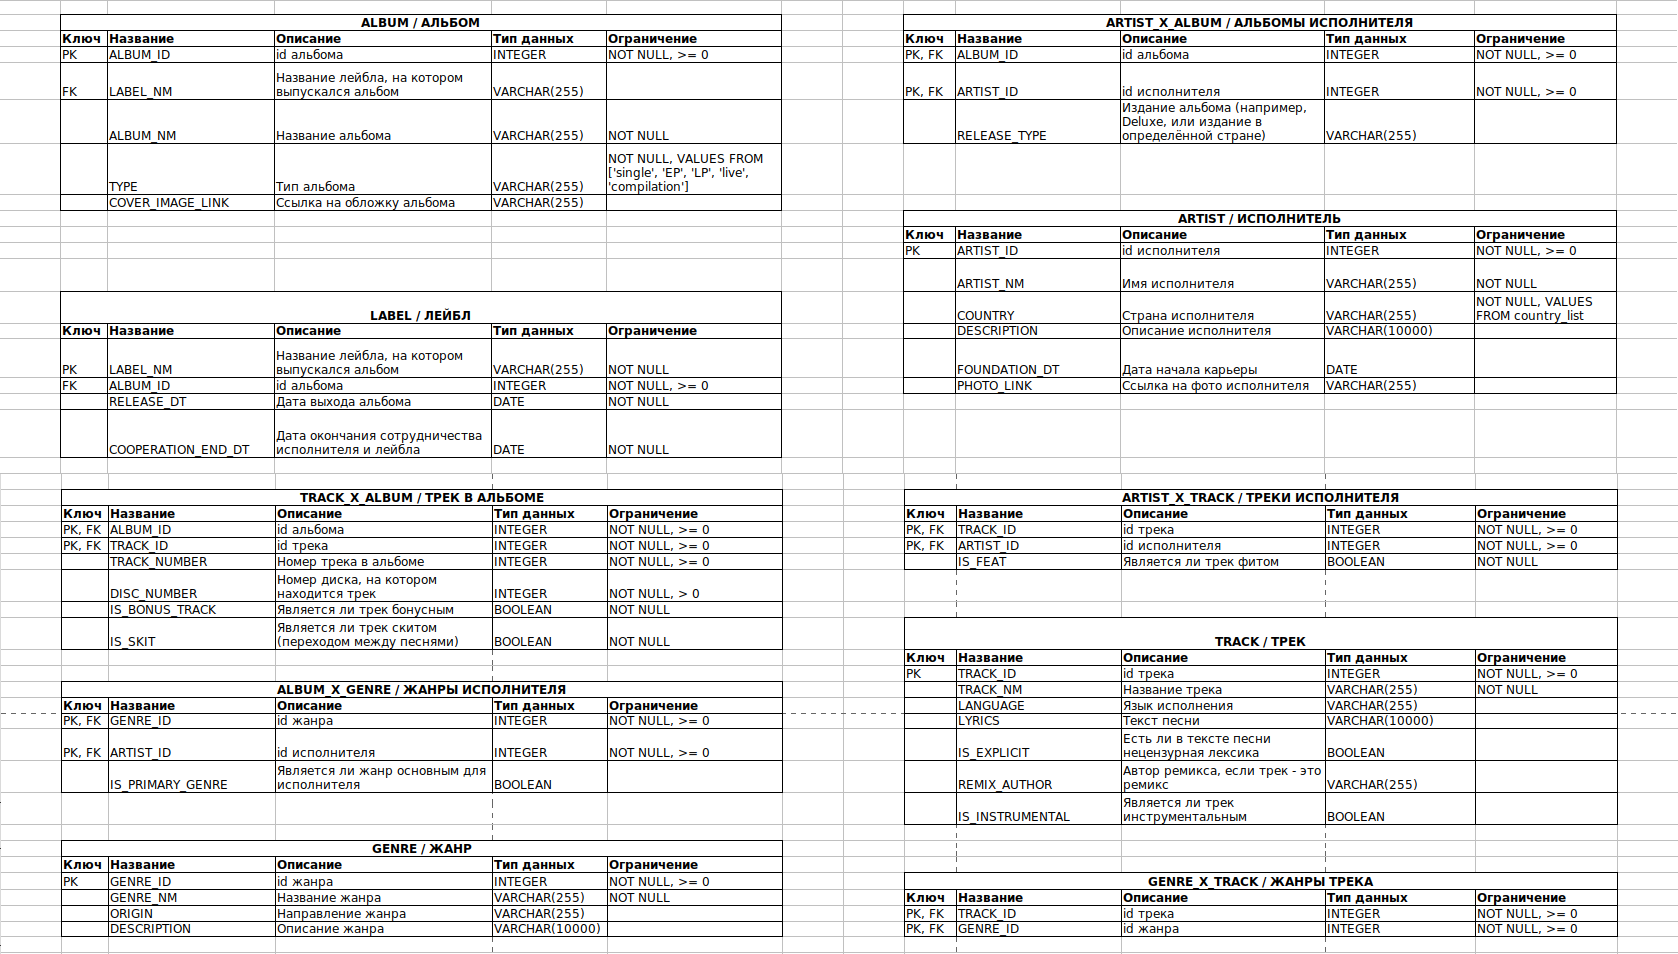 ALBUM / АЛЬБОМ
Ключ Название Описание Тип данных Ограничение
PK ALBUM_ID id альбома INTEGER NOT NULL, >= 0
FK LABEL_NM Название лейбла, на котором выпускался альбом VARCHAR(255)
ALBUM_NM Название альбома VARCHAR(255) NOT NULL
TYPE Тип альбома VARCHAR(255) NOT NULL, VALUES FROM ['single', 'EP', 'LP', 'live', 'compilation']
COVER_IMAGE_LINK Ссылка на обложку альбома VARCHAR(255)
ARTIST_X_ALBUM / АЛЬБОМЫ ИСПОЛНИТЕЛЯ
Ключ Название Описание Тип данных Ограничение
PK, FK ALBUM_ID id альбома INTEGER NOT NULL, >= 0
PK, FK ARTIST_ID id исполнителя INTEGER NOT NULL, >= 0
RELEASE_TYPE Издание альбома (например, Deluxe, или издание в определённой стране) VARCHAR(255)
ARTIST / ИСПОЛНИТЕЛЬ
Ключ Название Описание Тип данных Ограничение
PK ARTIST_ID id исполнителя INTEGER NOT NULL, >= 0
ARTIST_NM Имя исполнителя VARCHAR(255) NOT NULL
COUNTRY Страна исполнителя VARCHAR(255) NOT NULL, VALUES FROM country_list
DESCRIPTION Описание исполнителя VARCHAR(10000)
FOUNDATION_DT Дата начала карьеры DATE
PHOTO_LINK Ссылка на фото исполнителя VARCHAR(255)
LABEL / ЛЕЙБЛ
Ключ Название Описание Тип данных Ограничение
PK LABEL_NM Название лейбла, на котором выпускался альбом VARCHAR(255) NOT NULL
FK ALBUM_ID id альбома INTEGER NOT NULL, >= 0
RELEASE_DT Дата выхода альбома DATE NOT NULL
COOPERATION_END_DT Дата окончания сотрудничества исполнителя и лейбла DATE NOT NULL
TRACK_X_ALBUM / ТРЕК В АЛЬБОМЕ
Ключ Название Описание Тип данных Ограничение
PK, FK ALBUM_ID id альбома INTEGER NOT NULL, >= 0
PK, FK TRACK_ID id трека INTEGER NOT NULL, >= 0
TRACK_NUMBER Номер трека в альбоме INTEGER NOT NULL, >= 0
DISC_NUMBER Номер диска, на котором находится трек INTEGER NOT NULL, > 0
IS_BONUS_TRACK Является ли трек бонусным BOOLEAN NOT NULL
IS_SKIT Является ли трек скитом (переходом между песнями) BOOLEAN NOT NULL
ARTIST_X_TRACK / ТРЕКИ ИСПОЛНИТЕЛЯ
Ключ Название Описание Тип данных Ограничение
PK, FK TRACK_ID id трека INTEGER NOT NULL, >= 0
PK, FK ARTIST_ID id исполнителя INTEGER NOT NULL, >= 0
IS_FEAT Является ли трек фитом BOOLEAN NOT NULL
TRACK / ТРЕК
Ключ Название Описание Тип данных Ограничение
PK TRACK_ID id трека INTEGER NOT NULL, >= 0
TRACK_NM Название трека VARCHAR(255) NOT NULL
LANGUAGE Язык исполнения VARCHAR(255)
LYRICS Текст песни VARCHAR(10000)
IS_EXPLICIT Есть ли в тексте песни нецензурная лексика BOOLEAN
REMIX_AUTHOR Автор ремикса, если трек - это ремикс VARCHAR(255)
IS_INSTRUMENTAL Является ли трек инструментальным BOOLEAN
ALBUM_X_GENRE / ЖАНРЫ ИСПОЛНИТЕЛЯ
Ключ Название Описание Тип данных Ограничение
PK, FK GENRE_ID id жанра INTEGER NOT NULL, >= 0
PK, FK ARTIST_ID id исполнителя INTEGER NOT NULL, >= 0
IS_PRIMARY_GENRE Является ли жанр основным для исполнителя BOOLEAN
GENRE / ЖАНР
Ключ Название Описание Тип данных Ограничение
PK GENRE_ID id жанра INTEGER NOT NULL, >= 0
GENRE_NM Название жанра VARCHAR(255) NOT NULL
ORIGIN Направление жанра VARCHAR(255)
DESCRIPTION Описание жанра VARCHAR(10000)
GENRE_X_TRACK / ЖАНРЫ ТРЕКА
Ключ Название Описание Тип данных Ограничение
PK, FK TRACK_ID id трека INTEGER NOT NULL, >= 0
PK, FK GENRE_ID id жанра INTEGER NOT NULL, >= 0